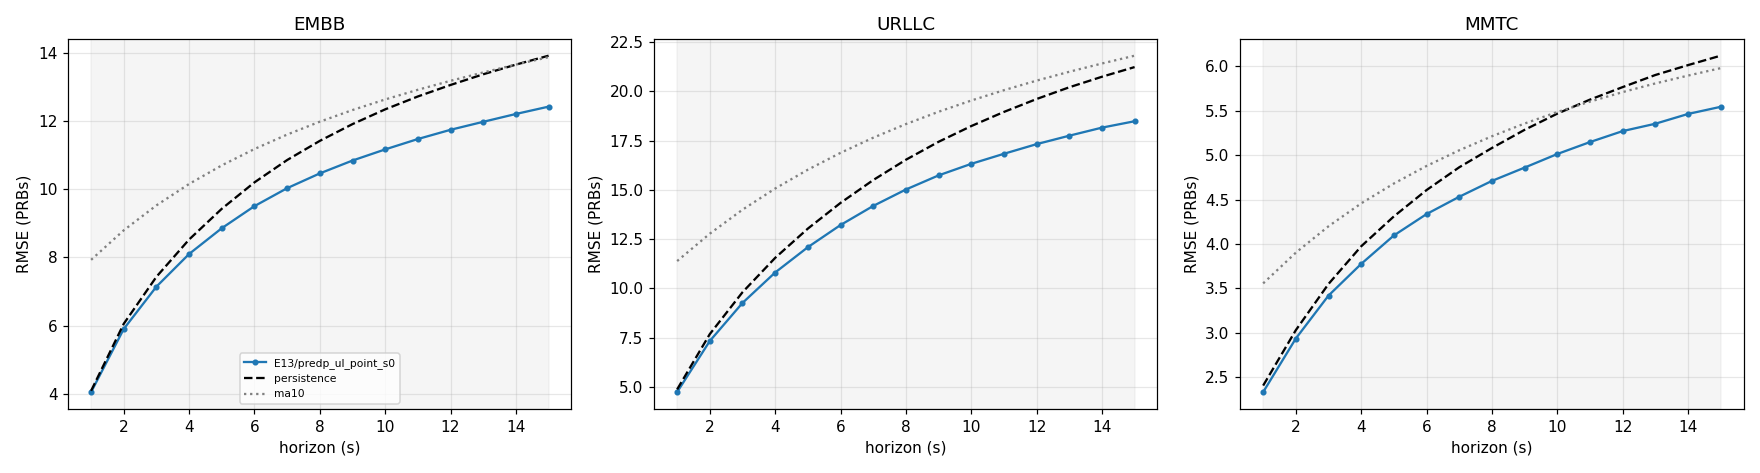 EMBB
RMSE (PRBs)
14
12
10
8
6
4
2 4 6 8 10 12 14
horizon (s)
E13/predp_ul_point_s0
persistence
ma10
URLLC
RMSE (PRBs)
22.5
20.0
17.5
15.0
12.5
10.0
7.5
5.0
2 4 6 8 10 12 14
horizon (s)
MMTC
RMSE (PRBs)
6.0
5.5
5.0
4.5
4.0
3.5
3.0
2.5
2 4 6 8 10 12 14
horizon (s)